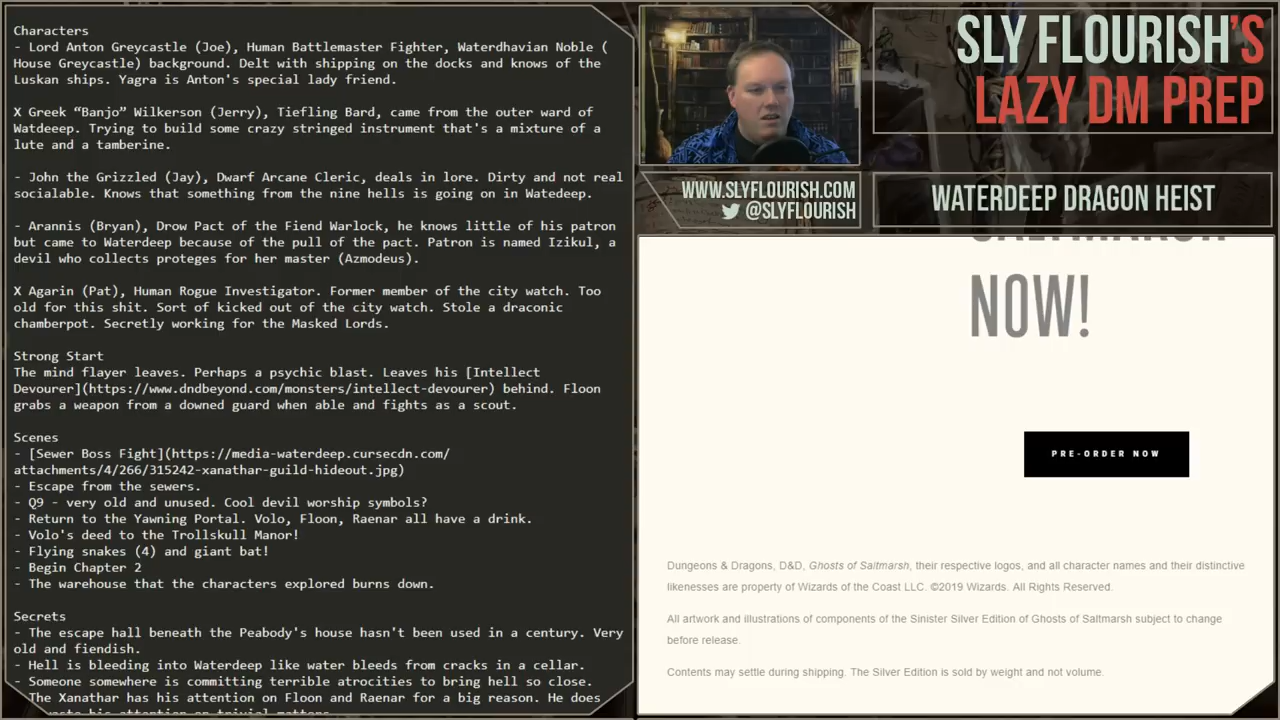 Characters
- Lord Anton Greycastle (Joe), Human Battlemaster Fighter, Waterdhavian Noble (
House Greycastle) background. Delt with shipping on the docks and knows of the
Luskan ships. Yagra is Anton's special lady friend.
X Greek “Banjo” Wilkerson (Jerry), Tiefling Bard, came from the outer ward of
Watdeeep. Trying to build some crazy stringed instrument that's a mixture of a
lute and a tamberine.
- John the Grizzled (Jay), Dwarf Arcane Cleric, deals in lore. Dirty and not real
socialable. Knows that something from the nine hells is going on in Watedeep.
- Arannis (Bryan), Drow Pact of the Fiend Warlock, he knows little of his patron
but came to Waterdeep because of the pull of the pact. Patron is named Izikul, a
devil who collects proteges for her master (Azmodeus).
X Agarin (Pat), Human Rogue Investigator. Former member of the city watch. Too
old for this shit. Sort of kicked out of the city watch. Stole a draconic
chamberpot. Secretly working for the Masked Lords.
Strong Start
The mind flayer leaves. Perhaps a psychic blast. Leaves his [Intellect
Devourer](https://www.dndbeyond.com/monsters/intellect-devourer) behind. Floon
grabs a weapon from a downed guard when able and fights as a scout.
Scenes
- [Sewer Boss Fight](https://media-waterdeep.cursecdn.com/
attachments/4/266/315242-xanathar-guild-hideout.jpg)
- Escape from the sewers.
- Q9 - very old and unused. Cool devil worship symbols?
- Return to the Yawning Portal. Volo, Floon, Raenar all have a drink.
- Volo's deed to the Trollskull Manor!
- Flying snakes (4) and giant bat!
- Begin Chapter 2
- The warehouse that the characters explored burns down.
Secrets
- The escape hall beneath the Peabody's house hasn't been used in a century. Very
old and fiendish.
- Hell is bleeding into Waterdeep like water bleeds from cracks in a cellar.
- Someone somewhere is committing terrible atrocities to bring hell so close.
The Xanathar has his attention on Floon and Raenar for a big reason. He does
waste his attention on trivial matters.
SLY FLOURISH'S
LAZY DM PREP
WWW.SLYFLOURISH.COM
@SLYFLOURISH
WATERDEEP DRAGON HEIST
SALTMARSH
NOW!
PRE-ORDER NOW
Dungeons & Dragons, D&D, Ghosts of Saltmarsh, their respective logos, and all character names and their distinctive
likenesses are property of Wizards of the Coast LLC. ©2019 Wizards. All Rights Reserved.
All artwork and illustrations of components of the Sinister Silver Edition of Ghosts of Saltmarsh subject to change
before release.
Contents may settle during shipping. The Silver Edition is sold by weight and not volume.